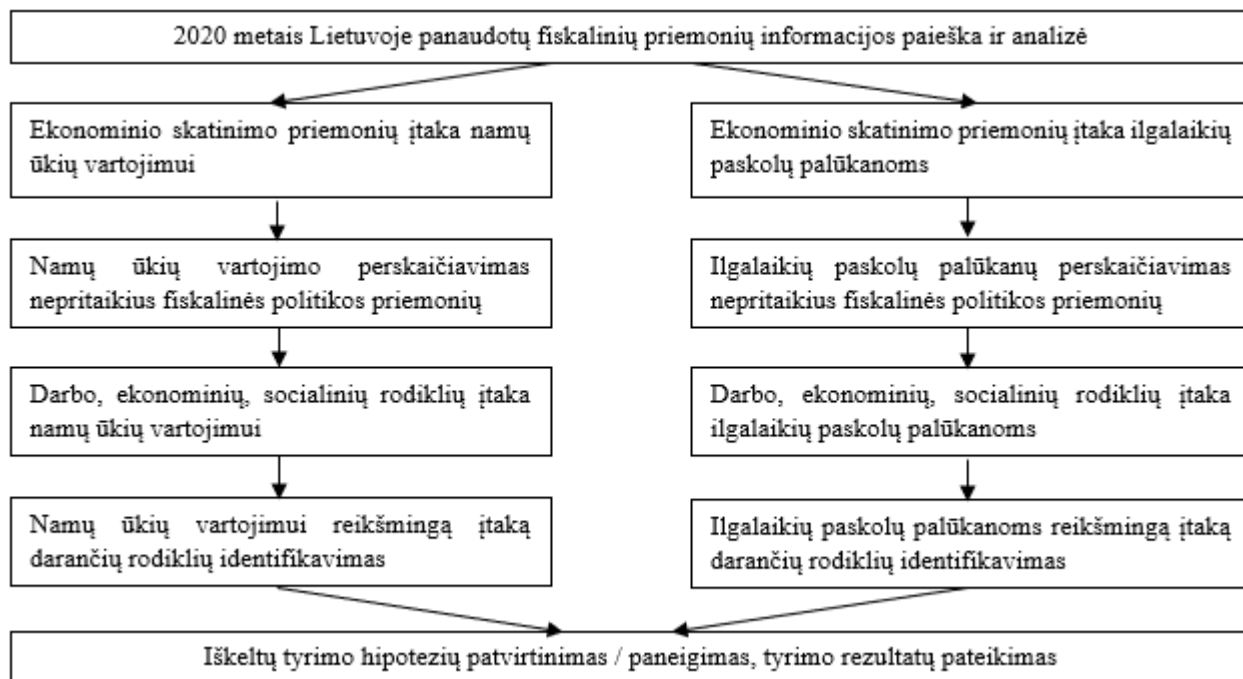 2020 metais Lietuvoje panaudotų fiskalinių priemonių informacijos paieška ir analizė
Ekonominio skatinimo priemonių įtaka namų
ūkių vartojimui
Ekonominio skatinimo priemonių įtaka ilgalaikių
paskolų palūkanoms
Namų ūkių vartojimo perskaičiavimas
nepritaikius fiskalinės politikos priemonių
Ilgalaikių paskolų palūkanų perskaičiavimas
nepritaikius fiskalinės politikos priemonių
Darbo, ekonominių, socialinių rodiklių įtaka
namų ūkių vartojimui
Darbo, ekonominių, socialinių rodiklių įtaka
ilgalaikių paskolų palūkanoms
Namų ūkių vartojimui reikšmingą įtaką
darančių rodiklių identifikavimas
Ilgalaikių paskolų palūkanoms reikšmingą įtaką
darančių rodiklių identifikavimas
Iškeltų tyrimo hipotezių patvirtinimas / paneigimas, tyrimo rezultatų pateikimas